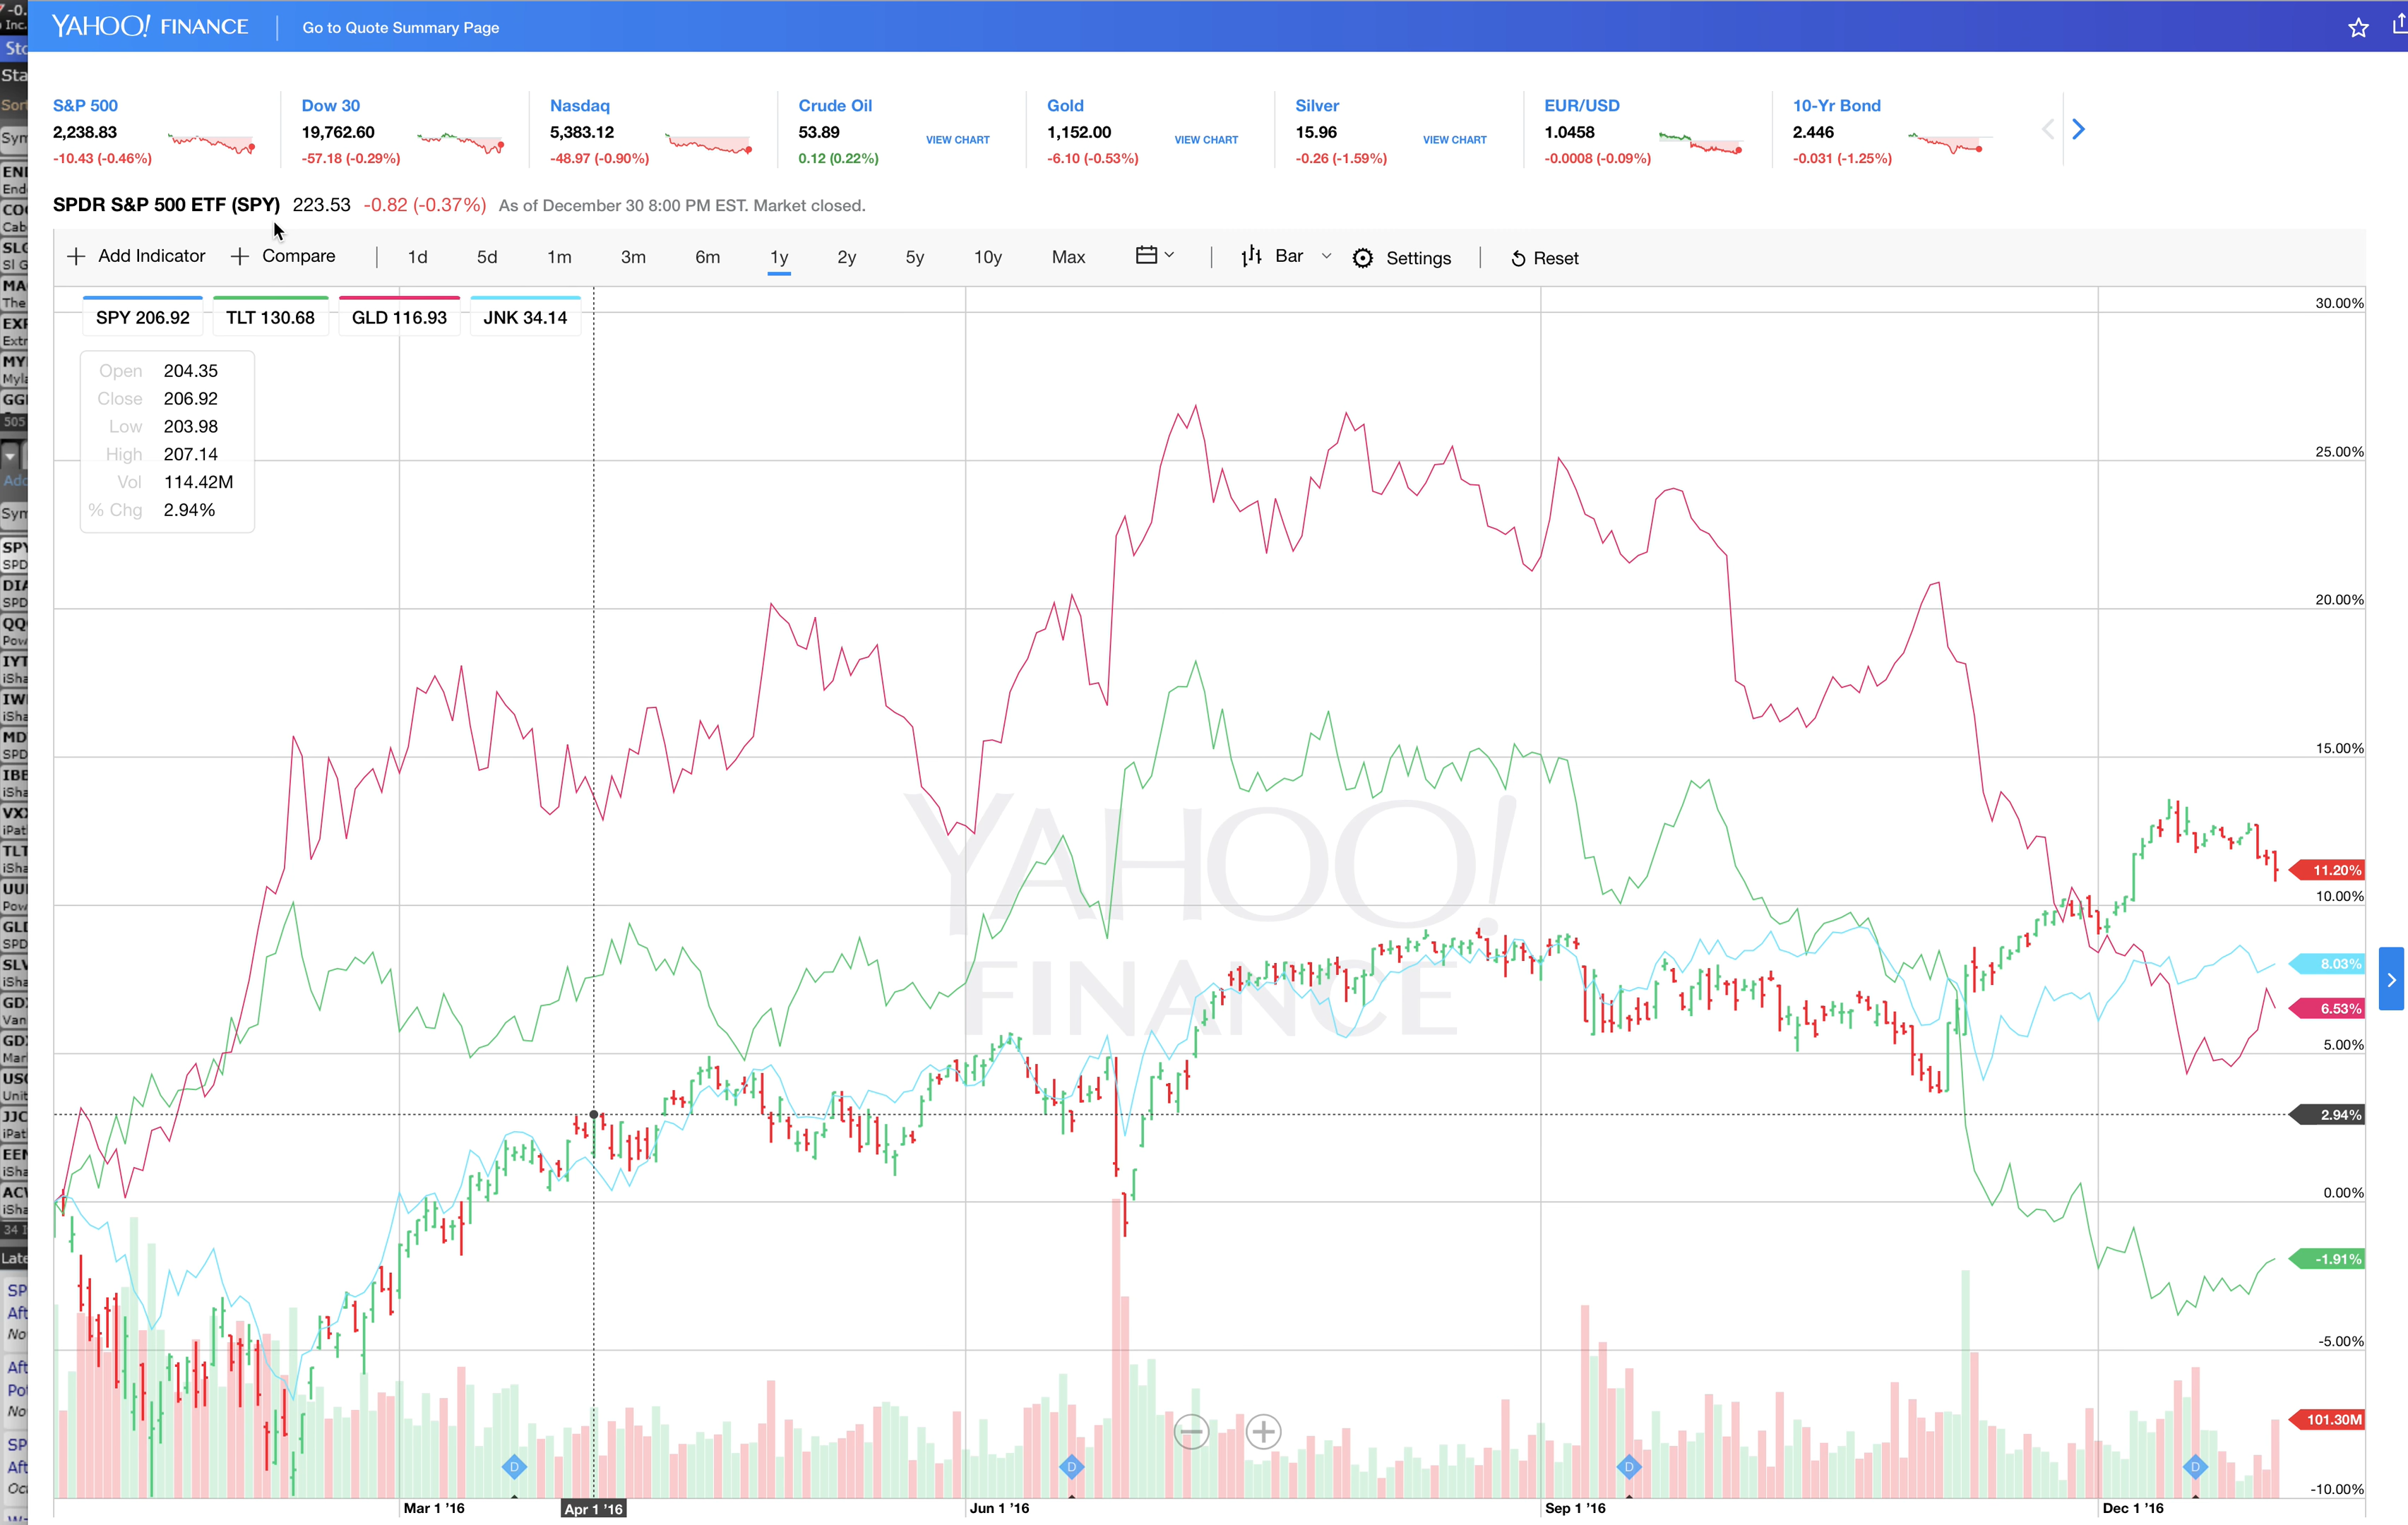 YAHOO! FINANCE Go to Quote Summary Page
S&P 500 Dow 30 Nasdaq Crude Oil Gold Silver EUR/USD 10-Yr Bond
2,238.83 19,762.60 5,383.12 53.89 1,152.00 15.96 1.0458 2.446
VIEW CHART VIEW CHART VIEW CHART
-10.43 (-0.46%) -57.18 (-0.29%) -48.97 (-0.90%) 0.12 (0.22%) -6.10 (-0.53%) -0.26 (-1.59%) -0.0008 (-0.09%) -0.031 (-1.25%)
SPDR S&P 500 ETF (SPY) 223.53 -0.82 (-0.37%) As of December 30 8:00 PM EST. Market closed.
Add Indicator Compare 1d 5d 1m 3m 6m 1y 2y 5y 10y Max Bar Settings Reset
SPY 206.92 TLT 130.68 GLD 116.93 JNK 34.14
Open 204.35
Close 206.92
Low 203.98
High 207.14
Vol 114.42M
% Chg 2.94%
30.00%
25.00%
20.00%
15.00%
11.20%
10.00%
8.03%
6.53%
5.00%
2.94%
0.00%
-1.91%
-5.00%
101.30M
-10.00%
YAHOO!
FINANCE
D D D D
Mar 1 '16 Apr 1 '16 Jun 1 '16 Sep 1 '16 Dec 1 '16